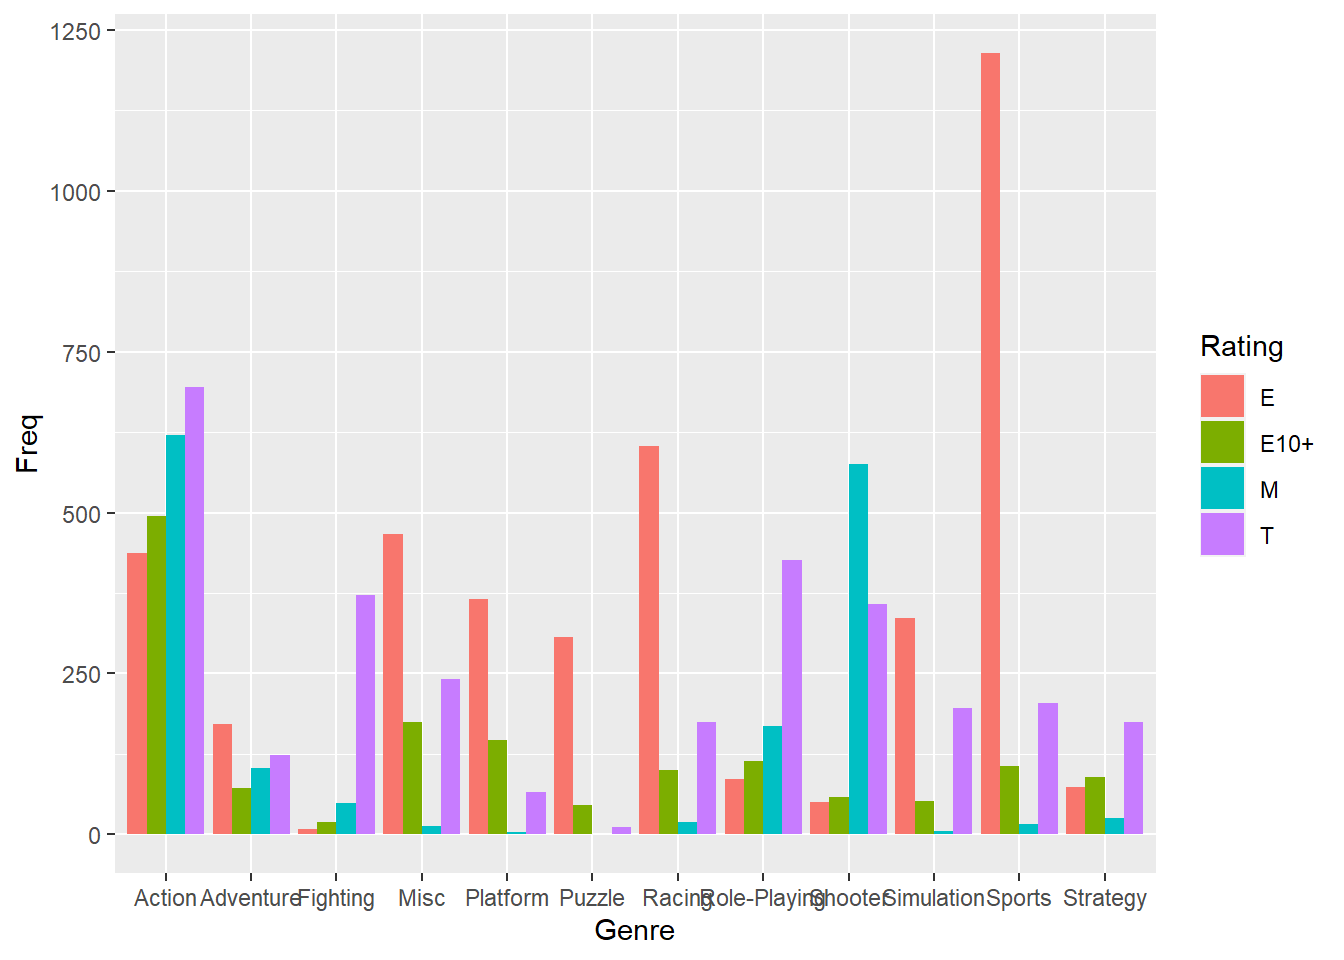 1250
1000
750
500
250
0
Freq
Action Adventure Fighting Misc Platform Puzzle Racing Role-Playing Shooter Simulation Sports Strategy
Genre
Rating
E
E10+
M
T